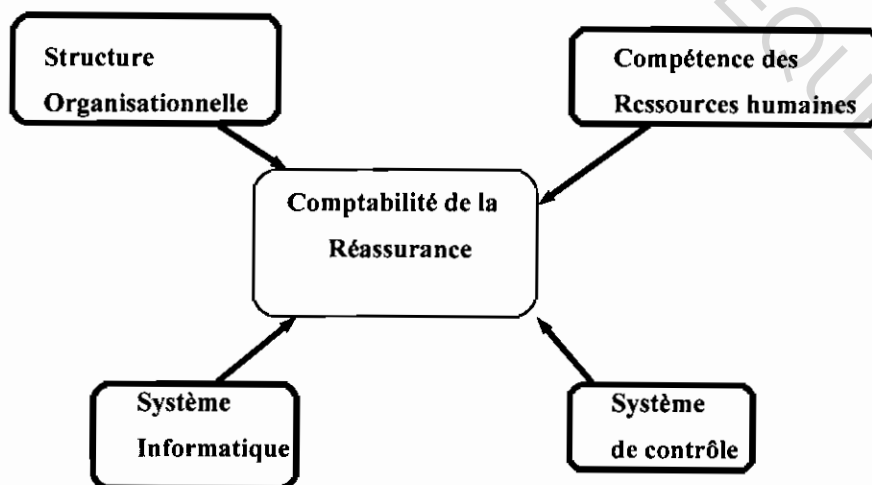 Structure
Organisationnelle
Compétence des
Rcssources humaines
Comptabilité de la
Réassurance
Système
Informatique
Système
de contrôle